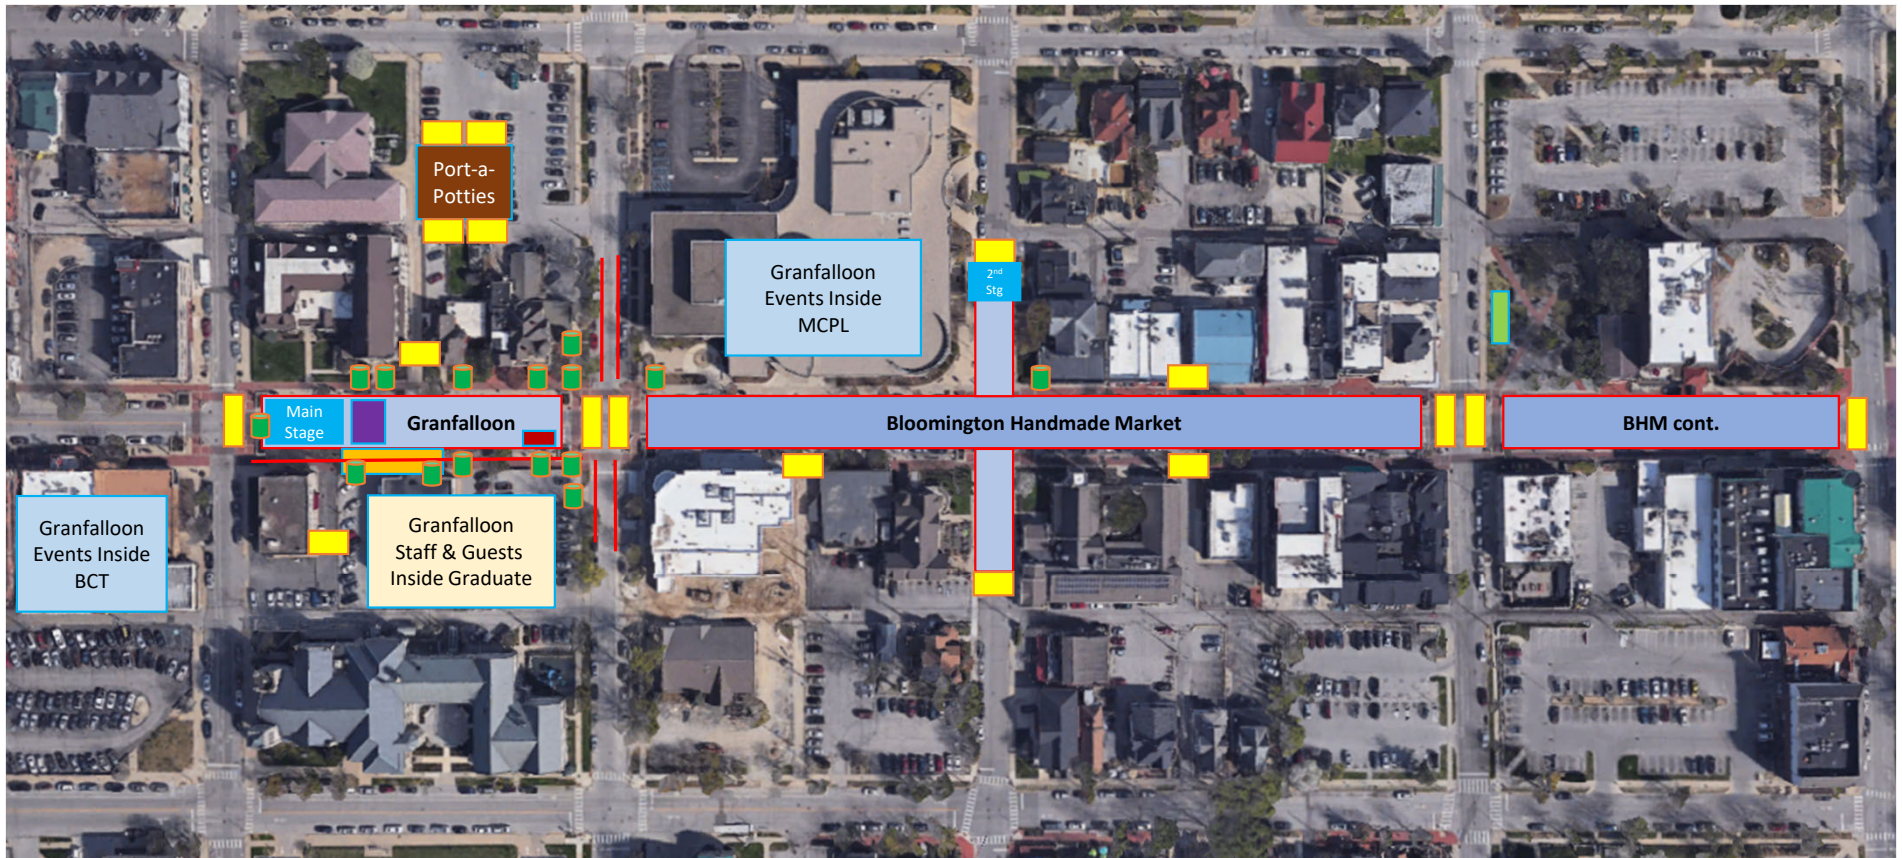 Port-a-
Potties
Granfalloon
Events Inside
MCPL
2nd
Stg
Main
Stage
Granfalloon
Bloomington Handmade Market
BHM cont.
Granfalloon
Events Inside
BCT
Granfalloon
Staff & Guests
Inside Graduate